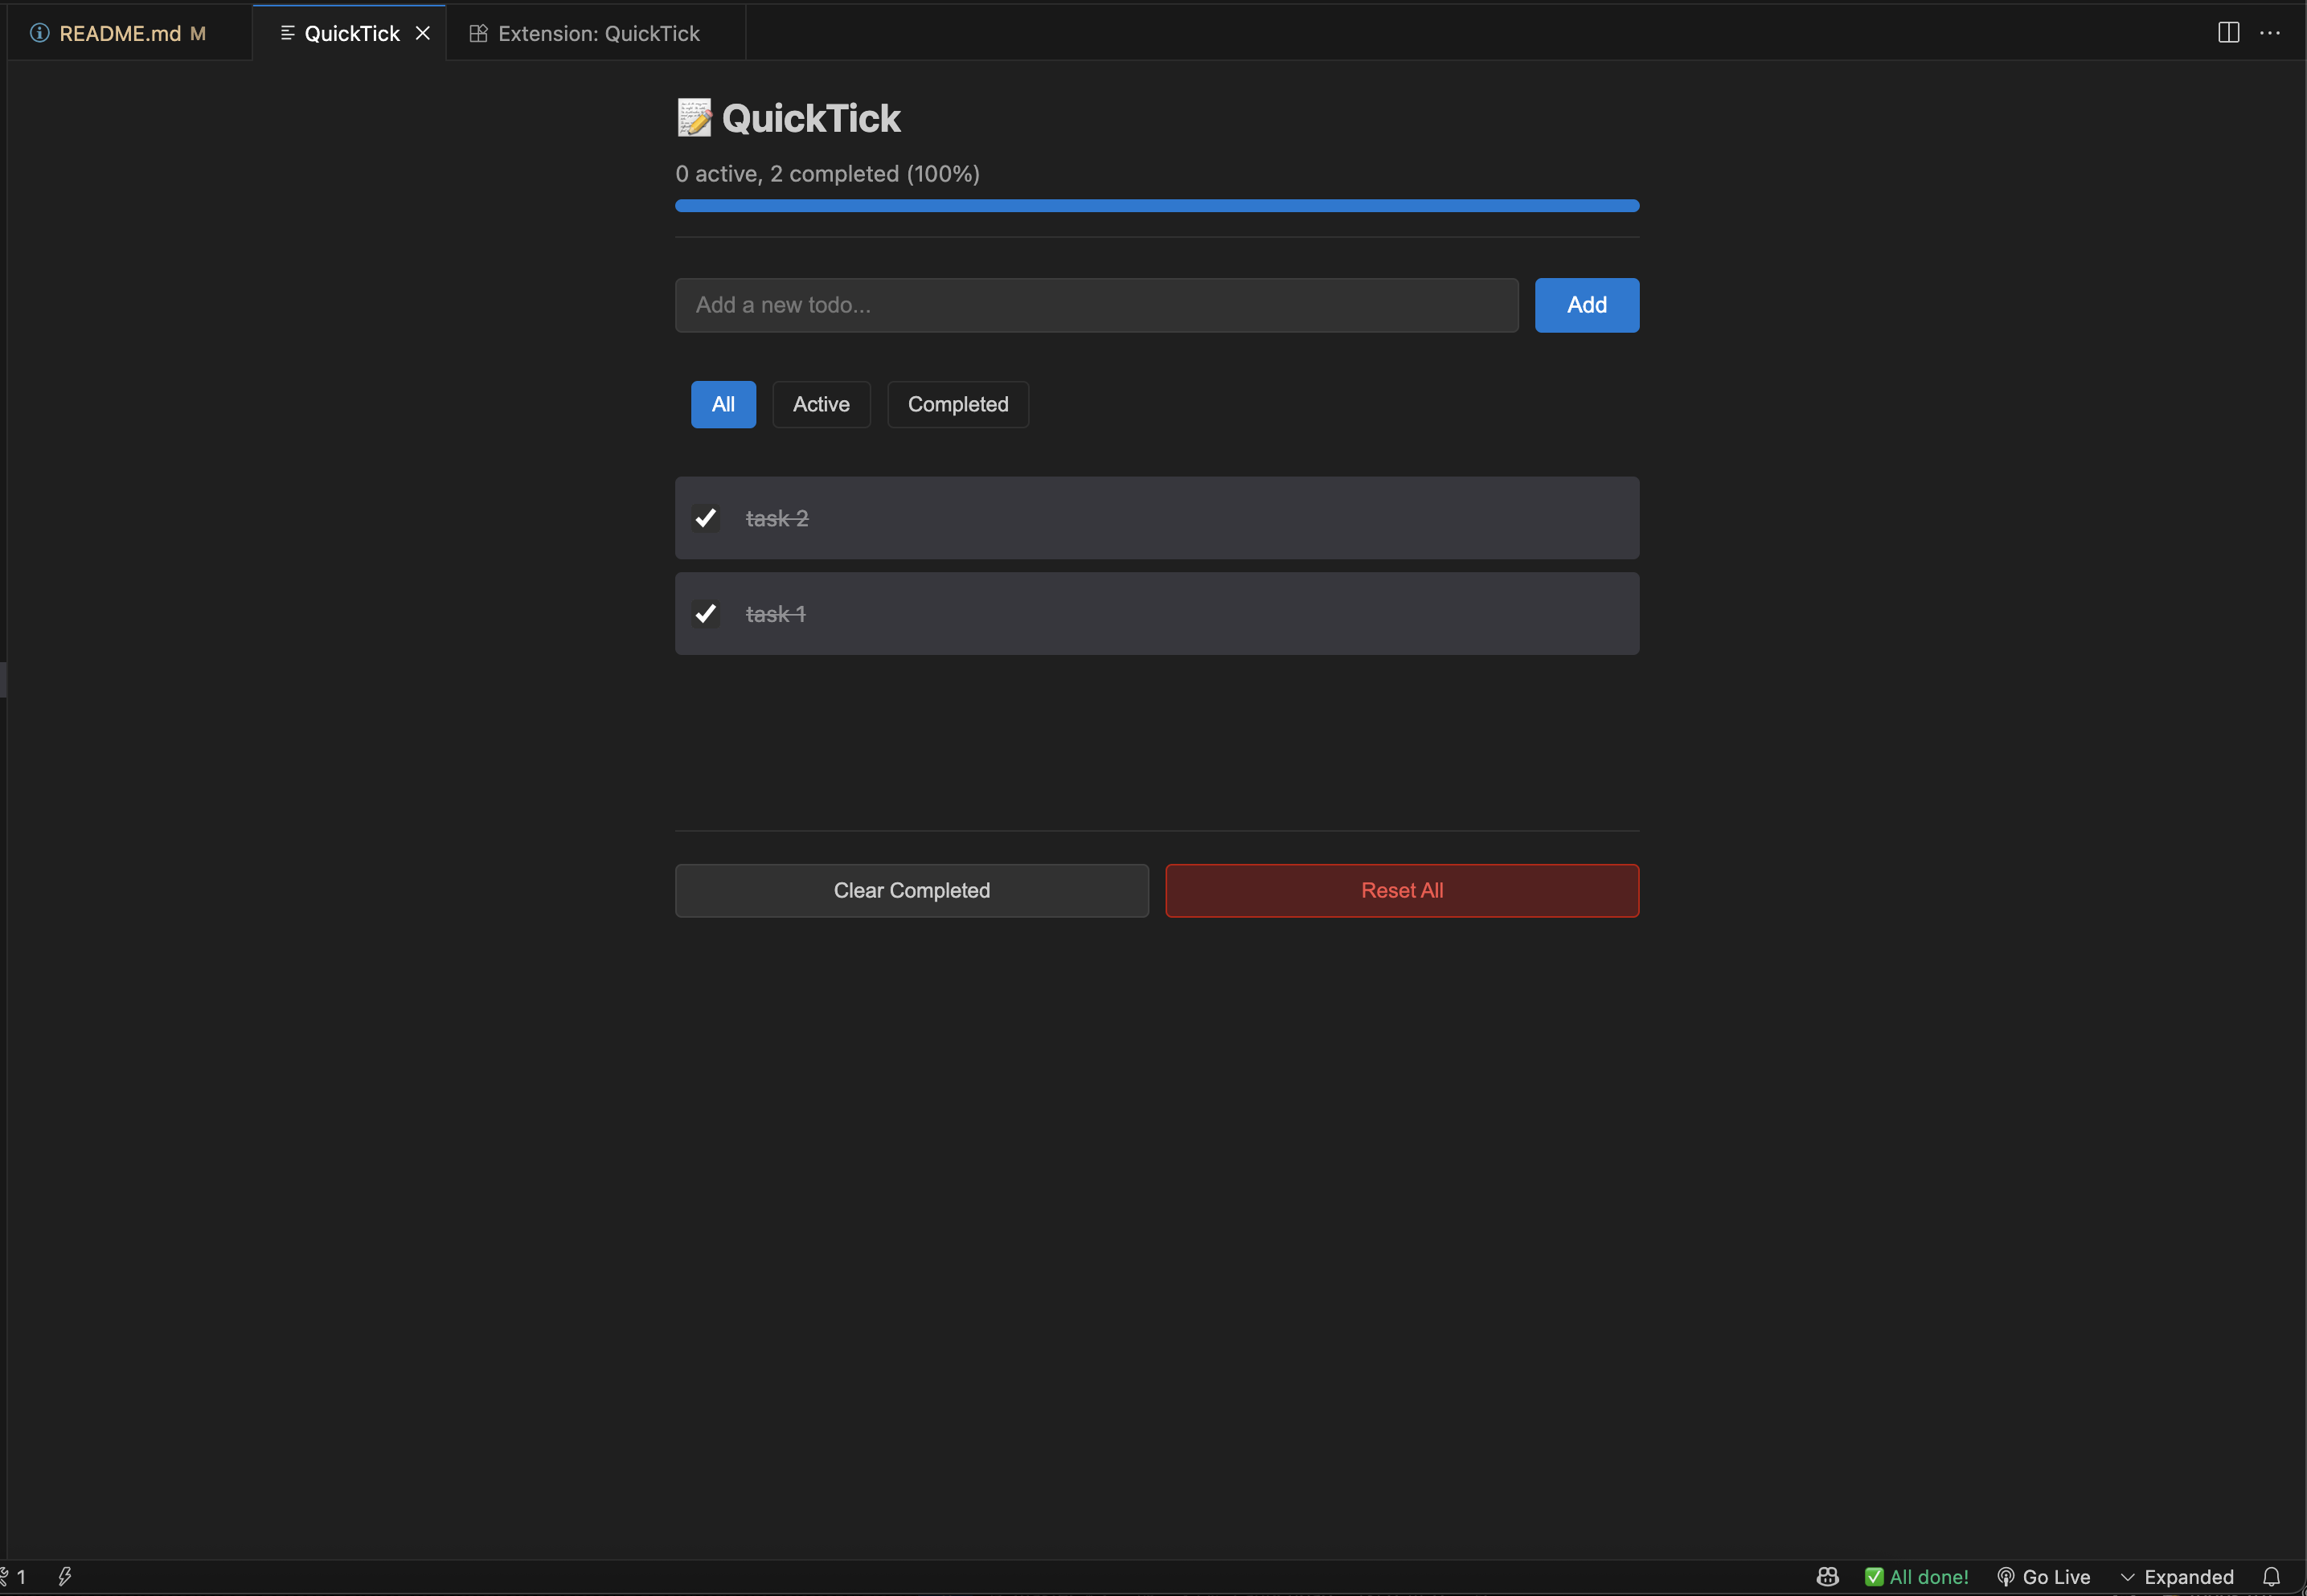 README.md M QuickTick Extension: QuickTick
QuickTick
0 active, 2 completed (100%)
Add a new todo... Add
All Active Completed
task 2
task 1
Clear Completed Reset All
1 All done! Go Live Expanded